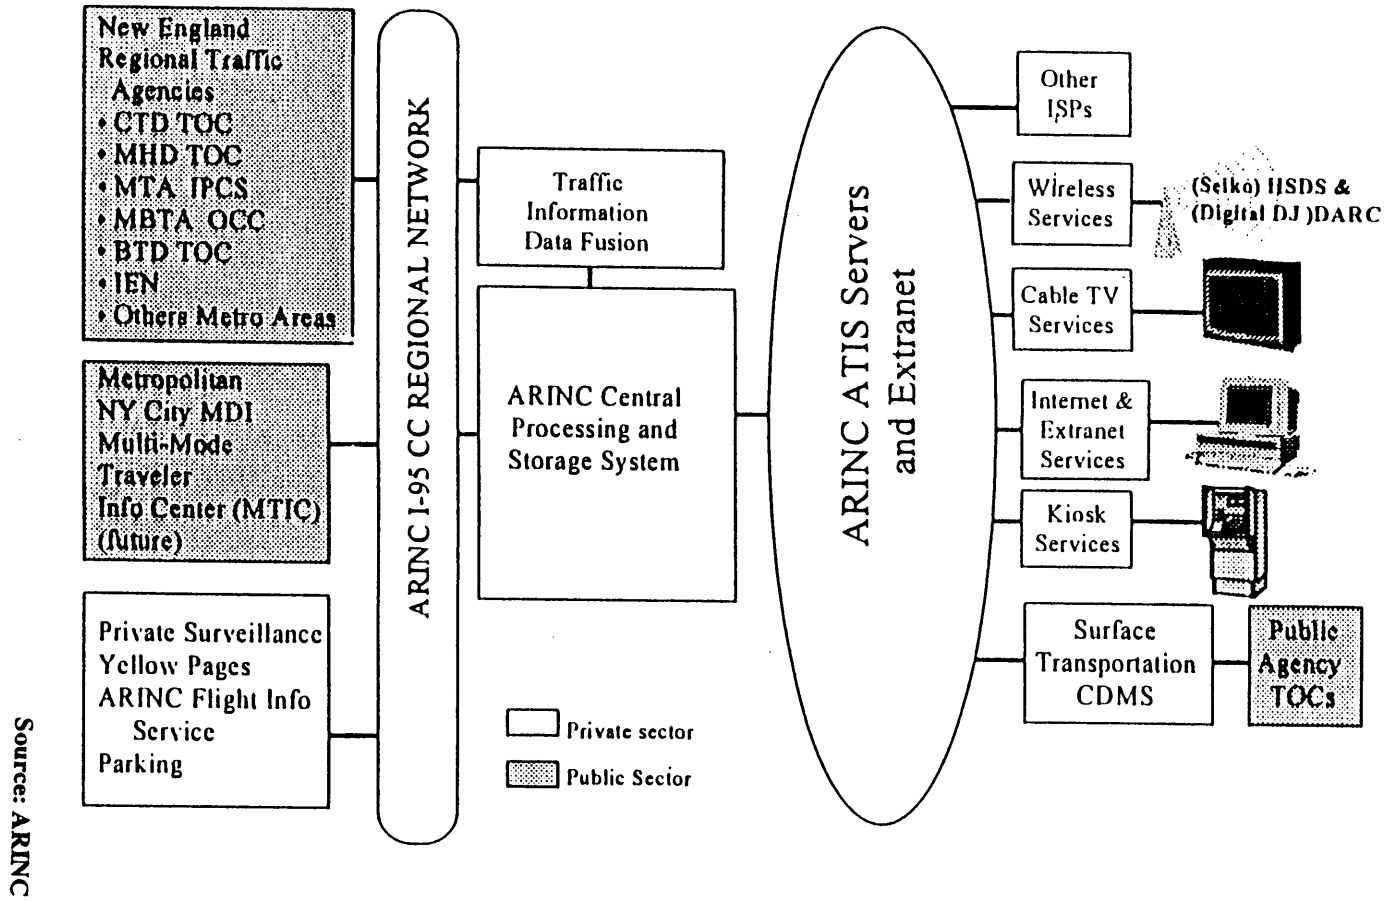 New England
Regional Traffic
Agencies
• CTD TOC
• MHD TOC
• MTA IPCS
• MBTA OCC
• BTD TOC
• IEN
• Others Metro Areas
Metropolitan
NY City MDI
Multi-Mode
Traveler
Info Center (MTIC)
(future)
Private Surveillance
Yellow Pages
ARINC Flight Info
Service
Parking
ARINC I-95 CC REGIONAL NETWORK
Traffic
Information
Data Fusion
ARINC Central
Processing and
Storage System
Private sector
Public Sector
ARINC ATIS Servers
and Extranet
Other
ISPs
Wireless
Services
(Seiko) HSDS &
(Digital DJ )DARC
Cable TV
Services
Internet &
Extranet
Services
Kiosk
Services
Surface
Transportation
CDMS
Public
Agency
TOCs
Source: ARINC